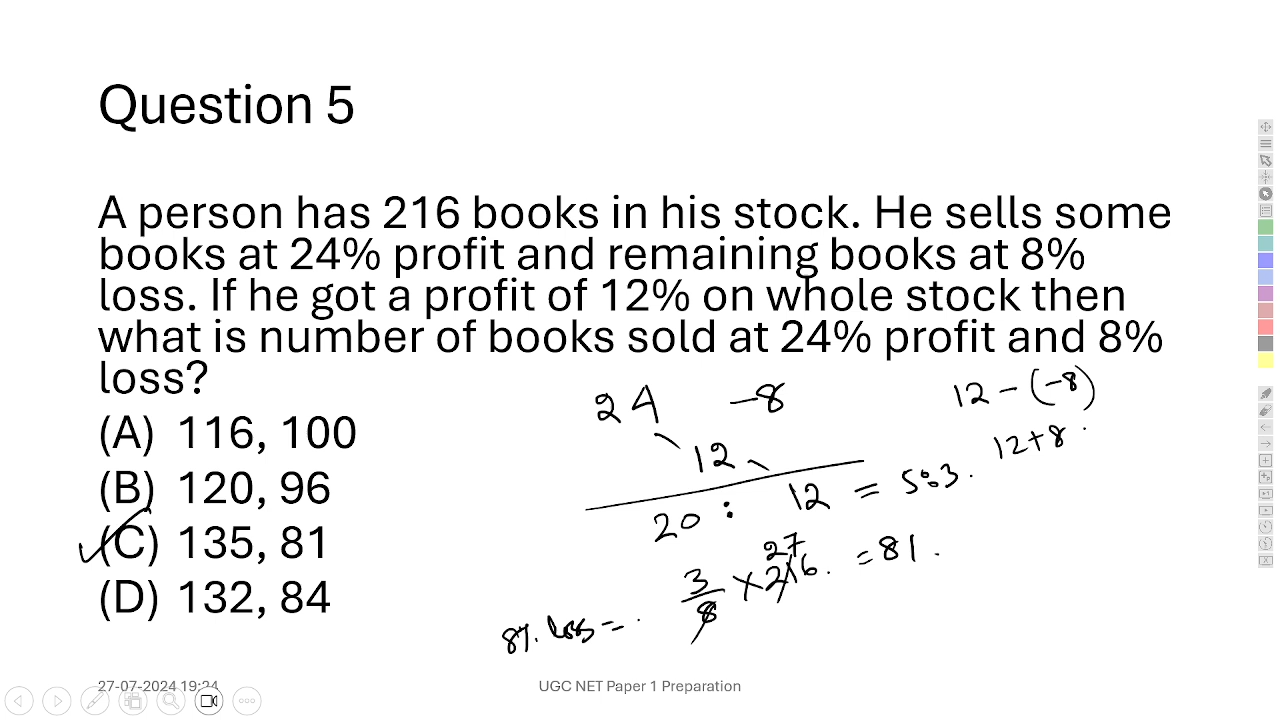 Question 5
A person has 216 books in his stock. He sells some
books at 24% profit and remaining books at 8%
loss. If he got a profit of 12% on whole stock then
what is number of books sold at 24% profit and 8%
loss?
(A) 116, 100
(B) 120, 96
(C) 135, 81
(D) 132, 84
24 -8
12
20 : 12 = 5:3.
12 - (-8)
12+8.
27
8%. loss = 3/8 × 216. = 81.
27-07-2024 19:24
UGC NET Paper 1 Preparation